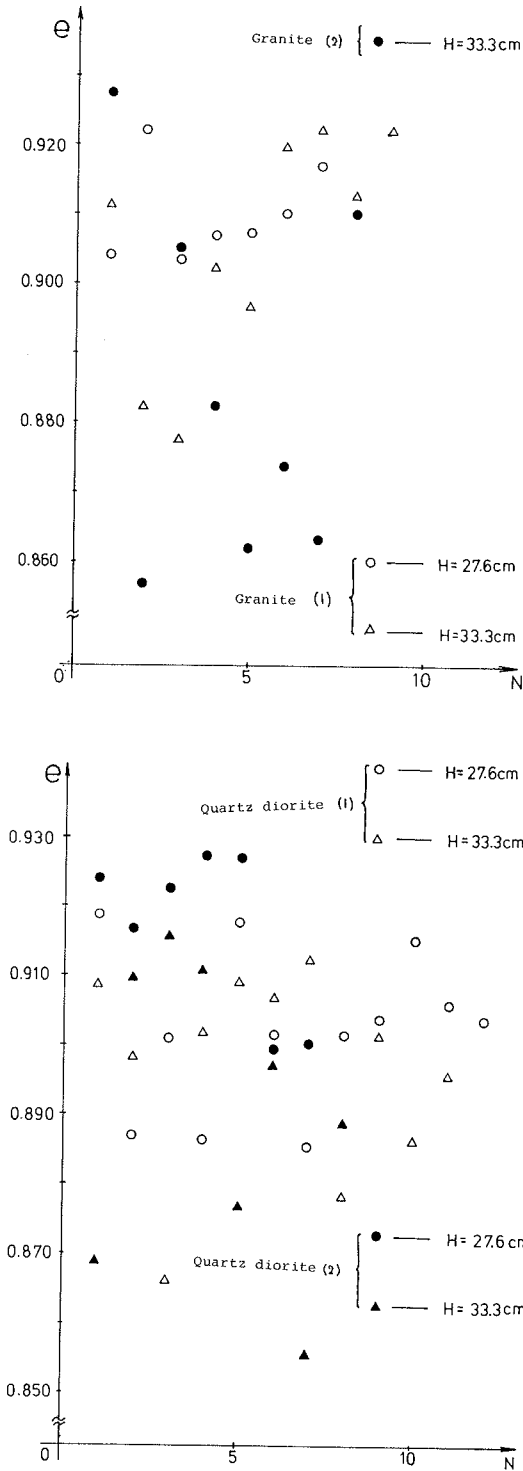 e
Granite (2) { ● — H=33.3cm
0.920
0.900
0.880
0.860
Granite (1) { ○ — H=27.6cm
△ — H=33.3cm
0
5
10
N
e
Quartz diorite (1) { ○ — H=27.6cm
△ — H=33.3cm
0.930
0.910
0.890
0.870
Quartz diorite (2) { ● — H=27.6cm
▲ — H=33.3cm
0.850
0
5
10
N